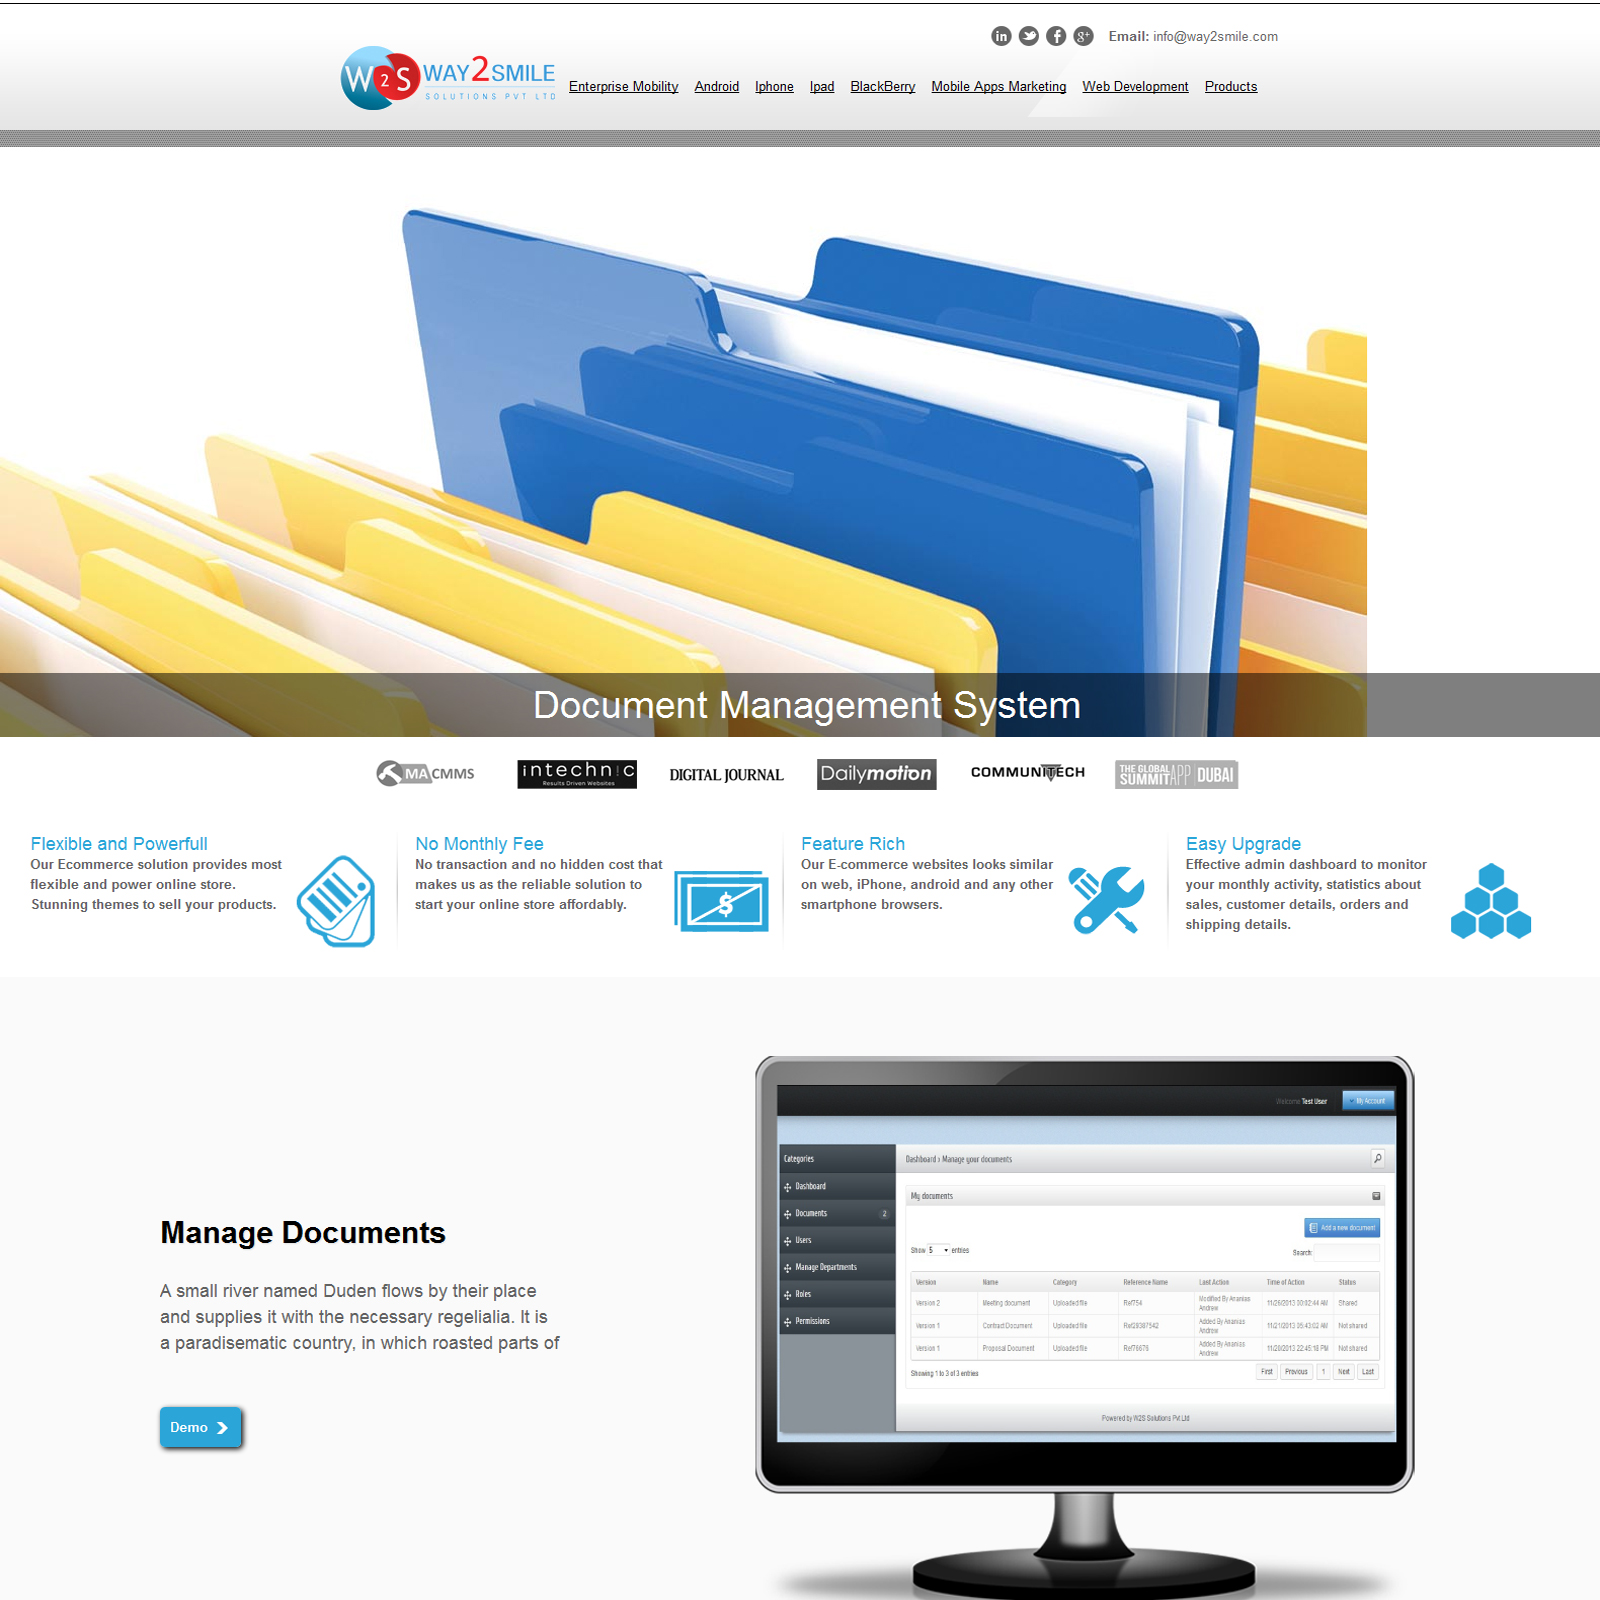 in g+ Email: info@way2smile.com
W2S WAY2SMILE
SOLUTIONS PVT LTD
Enterprise Mobility Android Iphone Ipad BlackBerry Mobile Apps Marketing Web Development Products
Document Management System
MACMMS
intechnic
Results Driven Websites
DIGITAL JOURNAL
Dailymotion
COMMUNITECH
THE GLOBAL
SUMMIT APP DUBAI
Flexible and Powerfull
Our Ecommerce solution provides most
flexible and power online store.
Stunning themes to sell your products.
No Monthly Fee
No transaction and no hidden cost that
makes us as the reliable solution to
start your online store affordably.
$
Feature Rich
Our E-commerce websites looks similar
on web, iPhone, android and any other
smartphone browsers.
Easy Upgrade
Effective admin dashboard to monitor
your monthly activity, statistics about
sales, customer details, orders and
shipping details.
Manage Documents
A small river named Duden flows by their place
and supplies it with the necessary regelialia. It is
a paradisematic country, in which roasted parts of
Demo
Welcome Test User My Account
Categories
Dashboard
Documents 2
Users
Manage Departments
Roles
Permissions
Dashboard › Manage your documents
My documents
Add a new document
Show 5 entries Search:
Version Name Category Reference Name Last Action Time of Action Status
Version 2 Meeting document Uploaded file Ref754 Modified By Ananias Andrew 11/26/2013 00:02:44 AM Shared
Version 1 Contract Document Uploaded file Ref28387542 Added By Ananias Andrew 11/21/2013 05:43:02 AM Not shared
Version 1 Proposal Document Uploaded file Ref76676 Added By Ananias Andrew 11/20/2013 22:45:18 PM Not shared
Showing 1 to 3 of 3 entries First Previous 1 Next Last
Powered by W2S Solutions Pvt Ltd